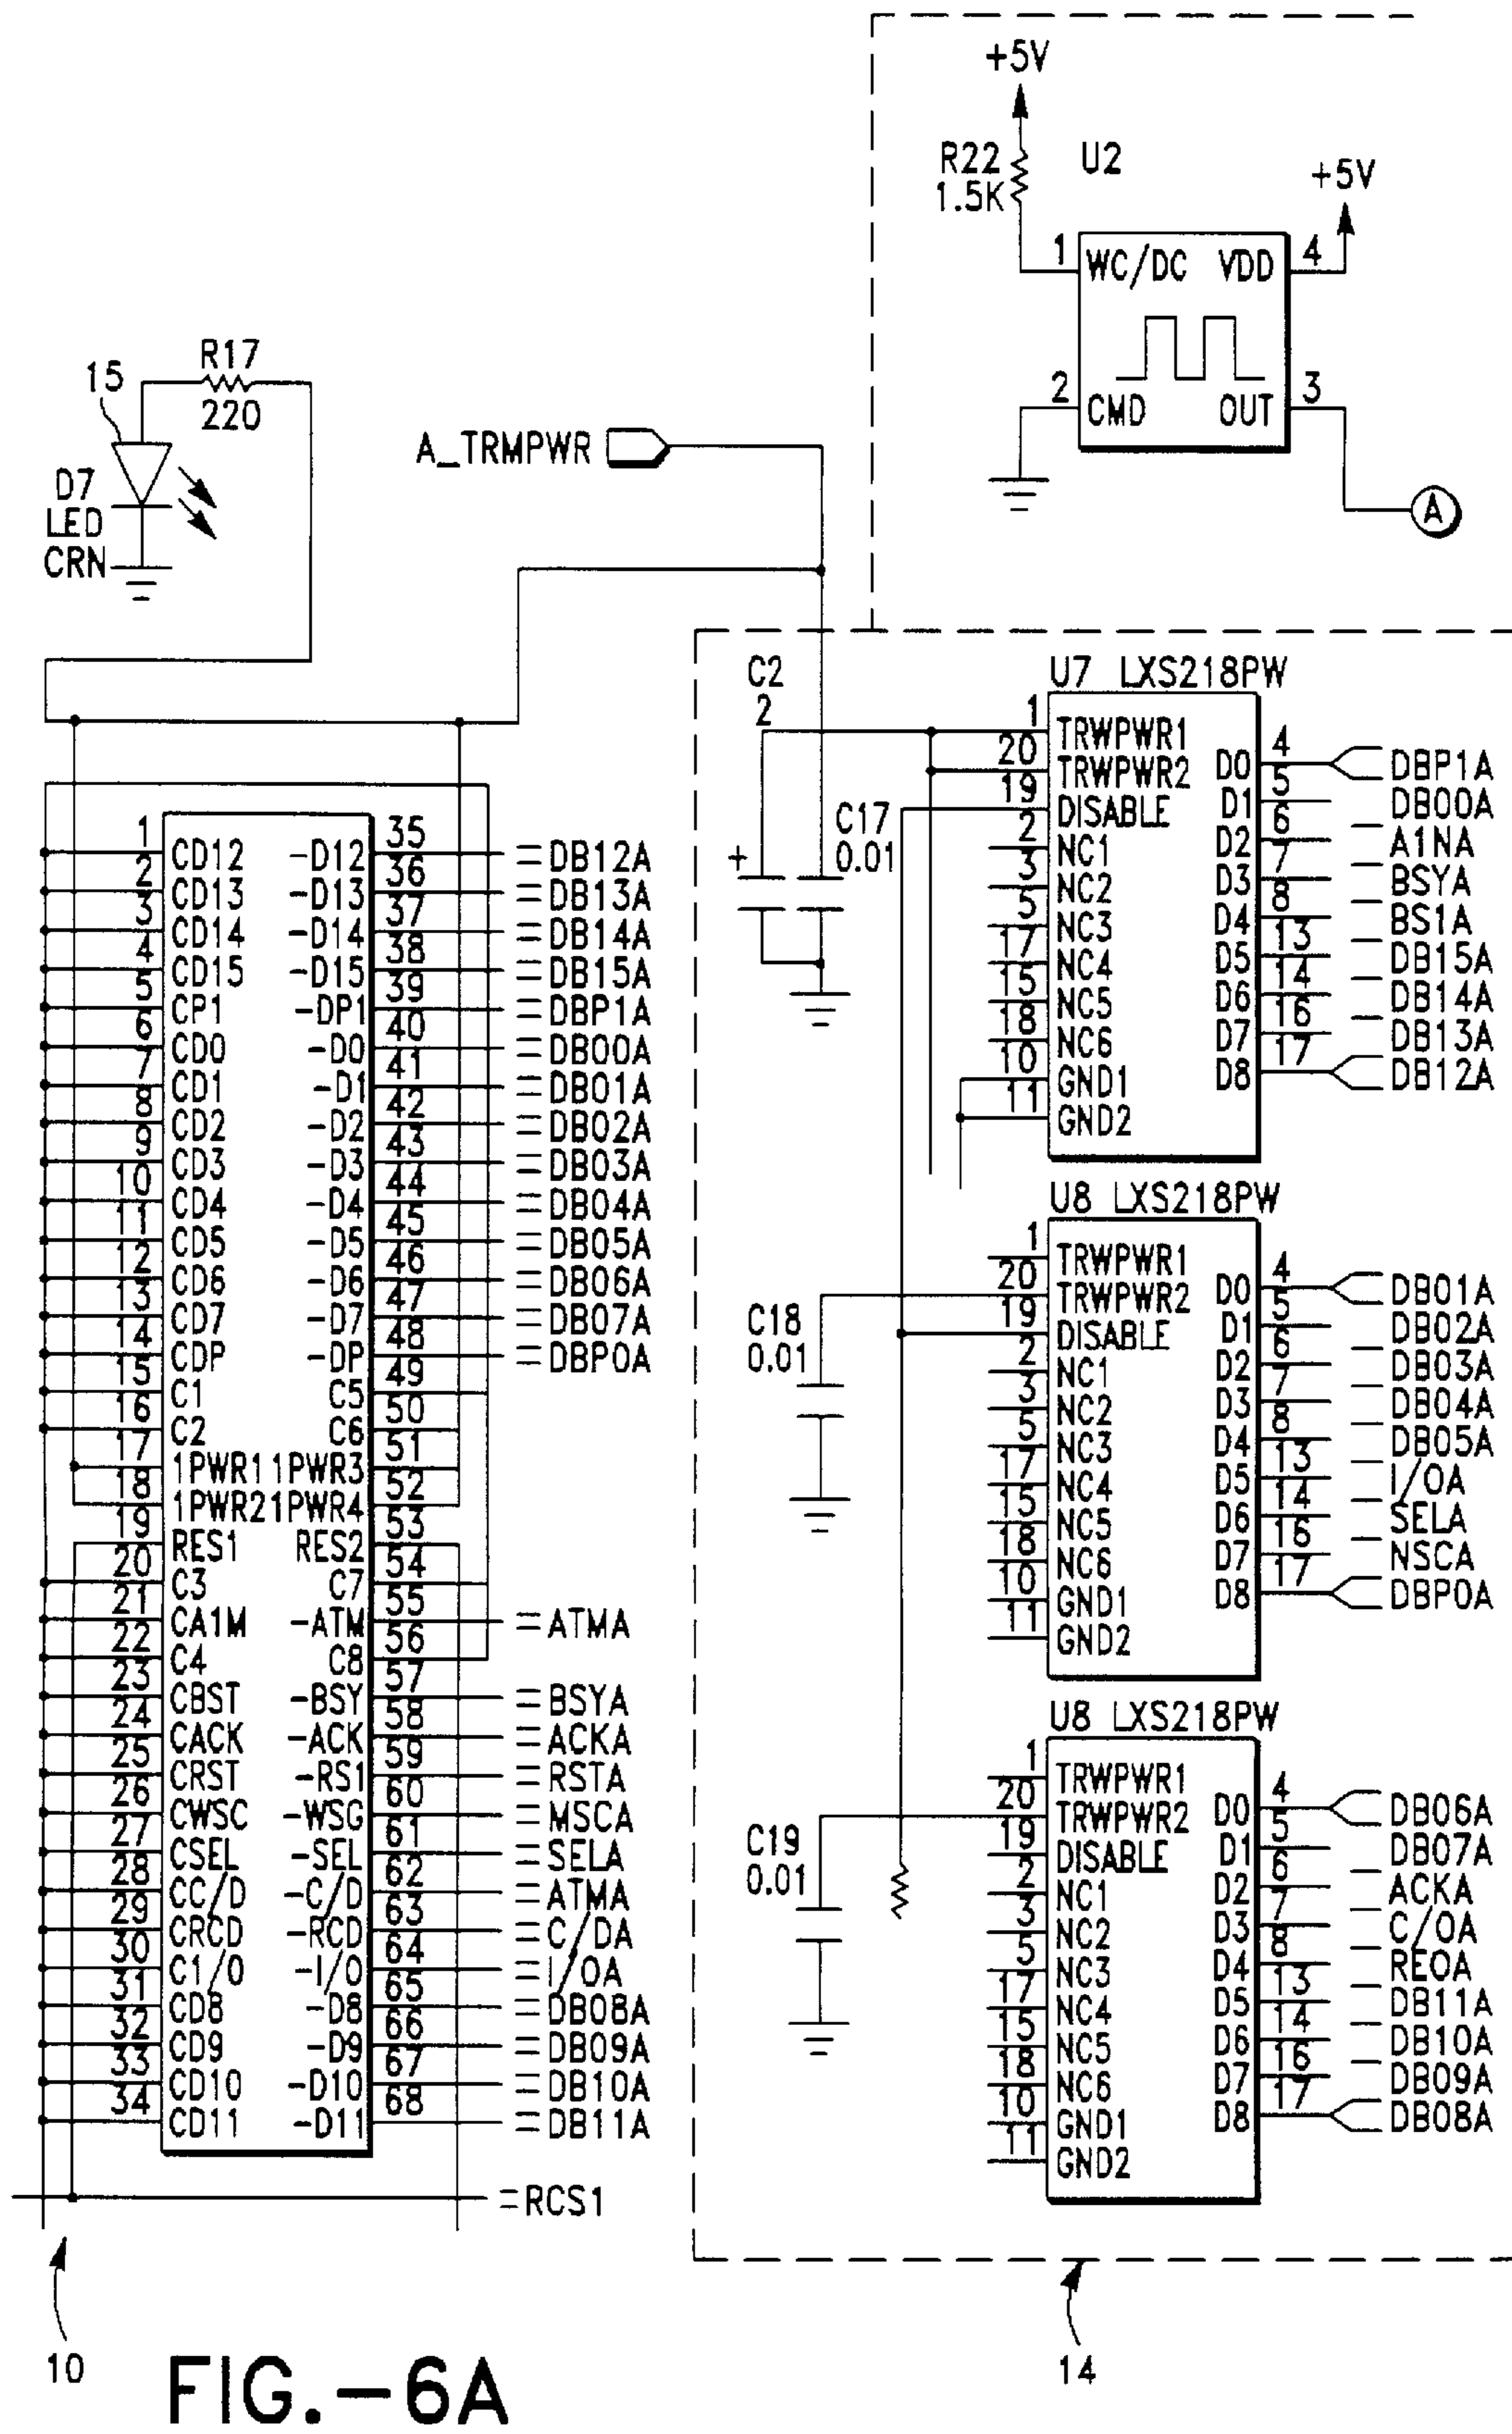 +5V
R22
1.5K
U2
+5V
1
WC/DC VDD
4
2
CMD OUT
3
A
15
R17
220
D7
LED
CRN
A_TRMPWR
C2
2
+
C17
0.01
U7 LXS218PW
1 TRWPWR1
20 TRWPWR2 D0 4 DBP1A
19 DISABLE D1 5 DB00A
2 NC1 D2 6 A1NA
3 NC2 D3 7 BSYA
5 NC3 D4 8 BS1A
17 NC4 D5 13 DB15A
15 NC5 D6 14 DB14A
18 NC6 D7 16 DB13A
10 GND1 D8 17 DB12A
11 GND2
1 CD12 -D12 35 =DB12A
2 CD13 -D13 36 =DB13A
3 CD14 -D14 37 =DB14A
4 CD15 -D15 38 =DB15A
5 CP1 -DP1 39 =DBP1A
6 CD0 -D0 40 =DB00A
7 CD1 -D1 41 =DB01A
8 CD2 -D2 42 =DB02A
9 CD3 -D3 43 =DB03A
10 CD4 -D4 44 =DB04A
11 CD5 -D5 45 =DB05A
12 CD6 -D6 46 =DB06A
13 CD7 -D7 47 =DB07A
14 CDP -DP 48 =DBP0A
15 C1 C5 49
16 C2 C6 50
17 1PWR1 1PWR3 51
18 1PWR2 1PWR4 52
19 RES1 RES2 53
20 C3 C7 54
21 CA1M -ATM 55 =ATMA
22 C4 C8 56
23 CBST -BSY 57 =BSYA
24 CACK -ACK 58 =ACKA
25 CRST -RS1 59 =RSTA
26 CWSC -WSG 60 =MSCA
27 CSEL -SEL 61 =SELA
28 CC/D -C/D 62 =ATMA
29 CRCD -RCD 63 =C/DA
30 C1/0 -I/0 64 =I/OA
31 CD8 -D8 65 =DB08A
32 CD9 -D9 66 =DB09A
33 CD10 -D10 67 =DB10A
34 CD11 -D11 68 =DB11A
=RCS1
U8 LXS218PW
C18
0.01
1 TRWPWR1
20 TRWPWR2 D0 4 DB01A
19 DISABLE D1 5 DB02A
2 NC1 D2 6 DB03A
3 NC2 D3 7 DB04A
5 NC3 D4 8 DB05A
17 NC4 D5 13 I/OA
15 NC5 D6 14 SELA
18 NC6 D7 16 NSCA
10 GND1 D8 17 DBP0A
11 GND2
U8 LXS218PW
C19
0.01
1 TRWPWR1
20 TRWPWR2 D0 4 DB06A
19 DISABLE D1 5 DB07A
2 NC1 D2 6 ACKA
3 NC2 D3 7 C/OA
5 NC3 D4 8 REOA
17 NC4 D5 13 DB11A
15 NC5 D6 14 DB10A
18 NC6 D7 16 DB09A
10 GND1 D8 17 DB08A
11 GND2
10
14
FIG.-6A